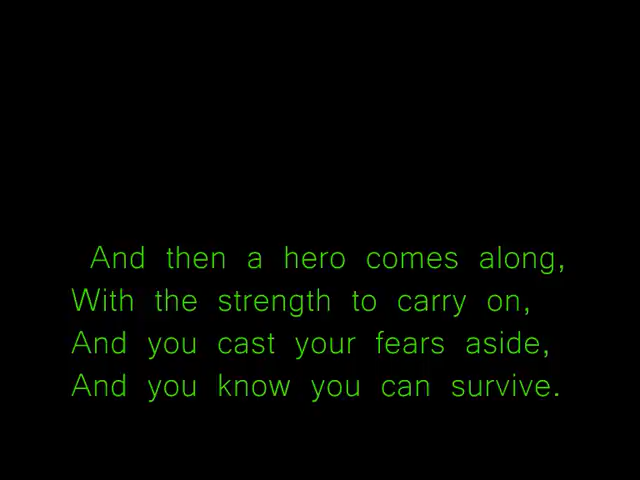 And then a hero comes along,
With the strength to carry on,
And you cast your fears aside,
And you know you can survive.